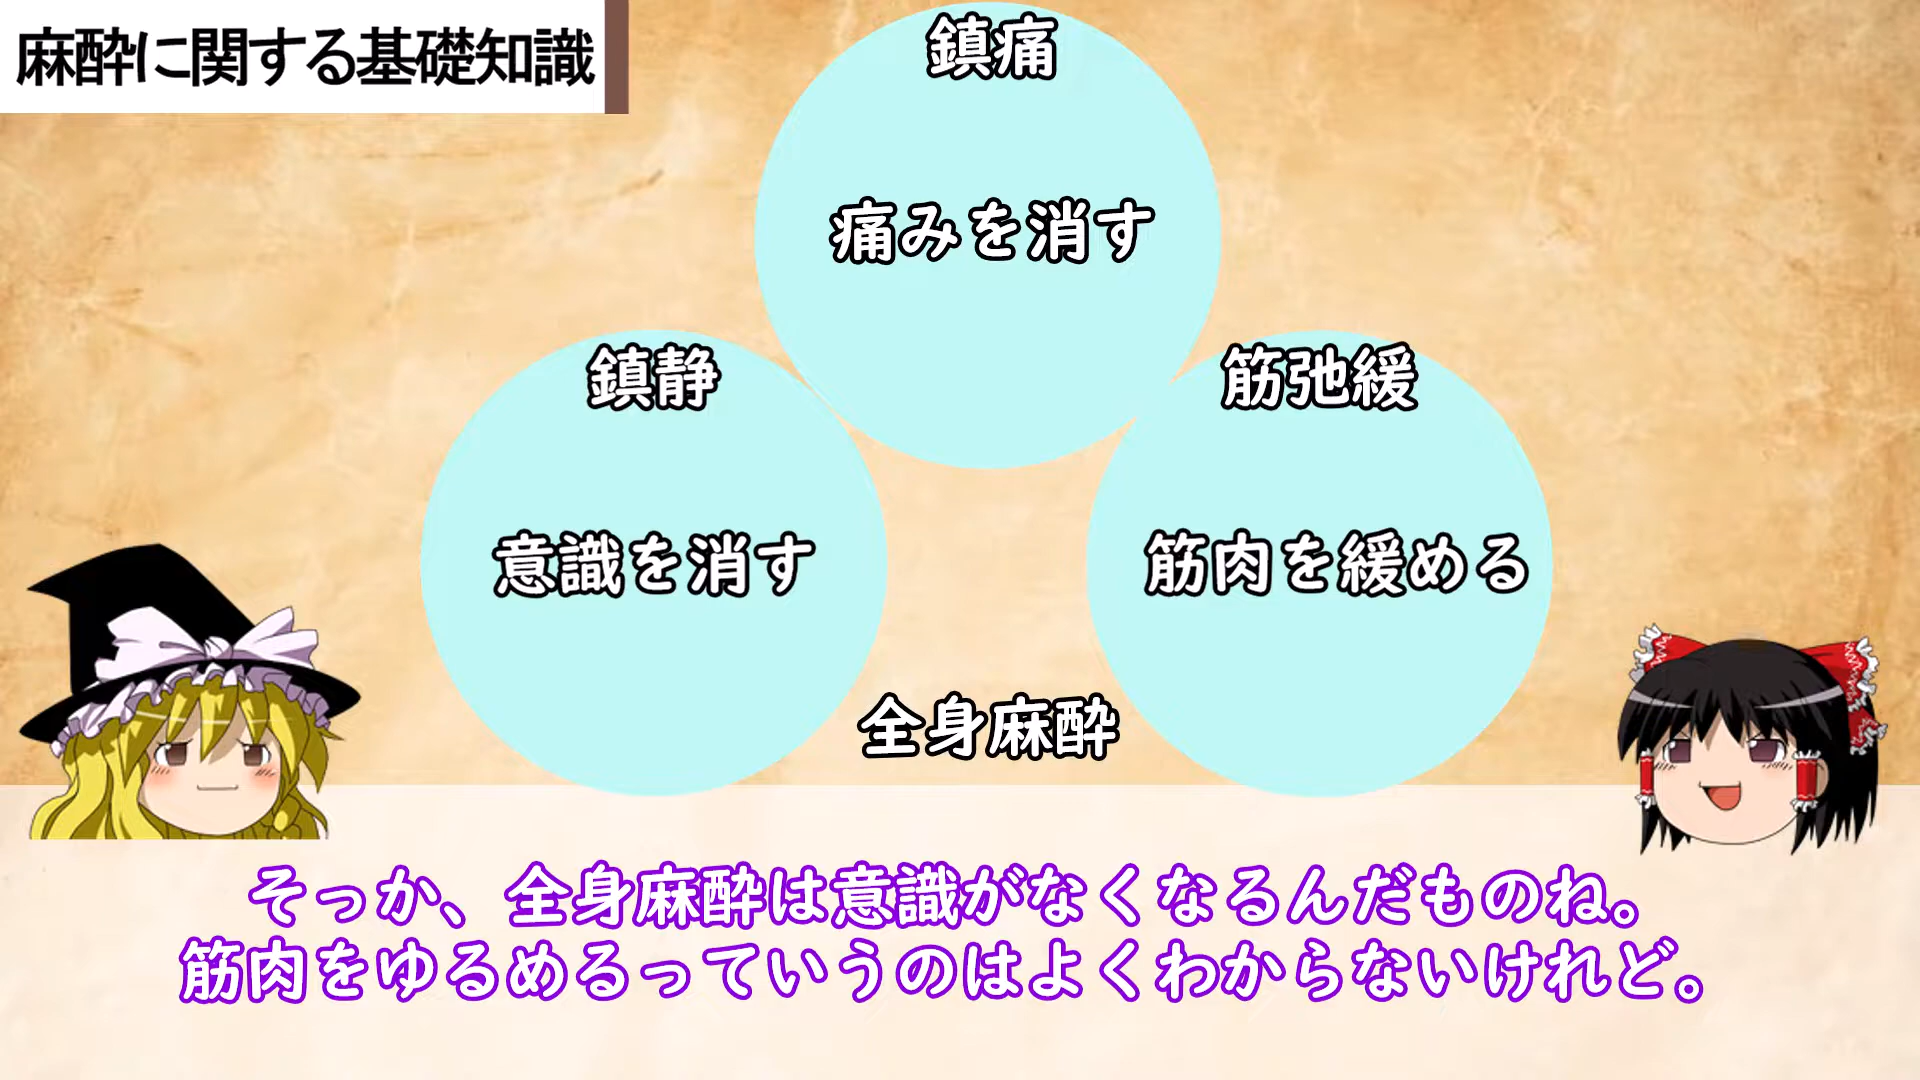 麻酔に関する基礎知識
鎮痛
痛みを消す
鎮静
意識を消す
筋弛緩
筋肉を緩める
全身麻酔
そっか、全身麻酔は意識がなくなるんだものね。
筋肉をゆるめるっていうのはよくわからないけれど。